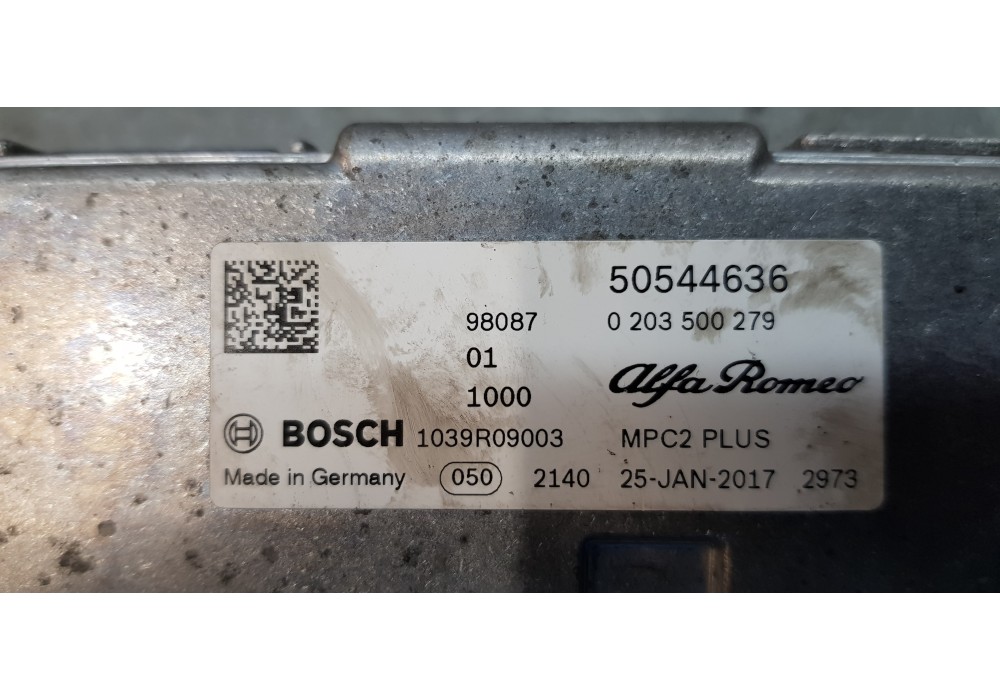 50544636
98087 0 203 500 279
01
Alfa Romeo
1000
BOSCH 1039R09003 MPC2 PLUS
Made in Germany 050 2140 25-JAN-2017 2973